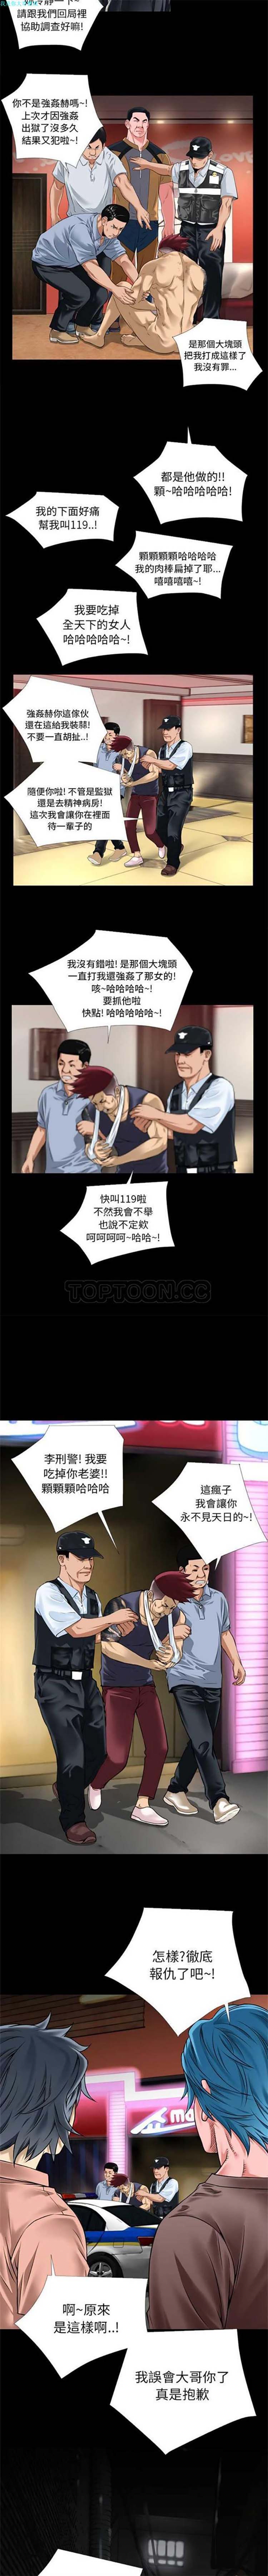 請跟我們回局裡
協助調查好嘛!
你不是強姦赫嗎~!
上次才因強姦
出獄了沒多久
結果又犯啦~!
是那個大塊頭
把我打成這樣了
我沒有罪...
都是他做的!!
顆~哈哈哈哈哈!
我的下面好痛
幫我叫119..!
顆顆顆顆哈哈哈哈
我的肉棒扁掉了耶...
嘻嘻嘻嘻~!
我要吃掉
全天下的女人
哈哈哈哈哈~!
強姦赫你這傢伙
還在這給我裝瘋!
不要一直胡扯..!
隨便你啦! 不管是監獄
還是去精神病房!
這次我會讓你在裡面
待一輩子的
我沒有錯啦! 是那個大塊頭
一直打我還強姦了那女的!
咳~哈哈哈哈~!
要抓他啦
快點! 哈哈哈哈哈~!
快叫119啦
不然我會不舉
也說不定欸
呵呵呵呵~哈哈~!
TOPTOON.CC
李刑警! 我要
吃掉你老婆!!
顆顆顆哈哈哈
這瘋子
我會讓你
永不見天日的~!
怎樣?徹底
報仇了吧~!
啊~原來
是這樣啊..!
我誤會大哥你了
真是抱歉